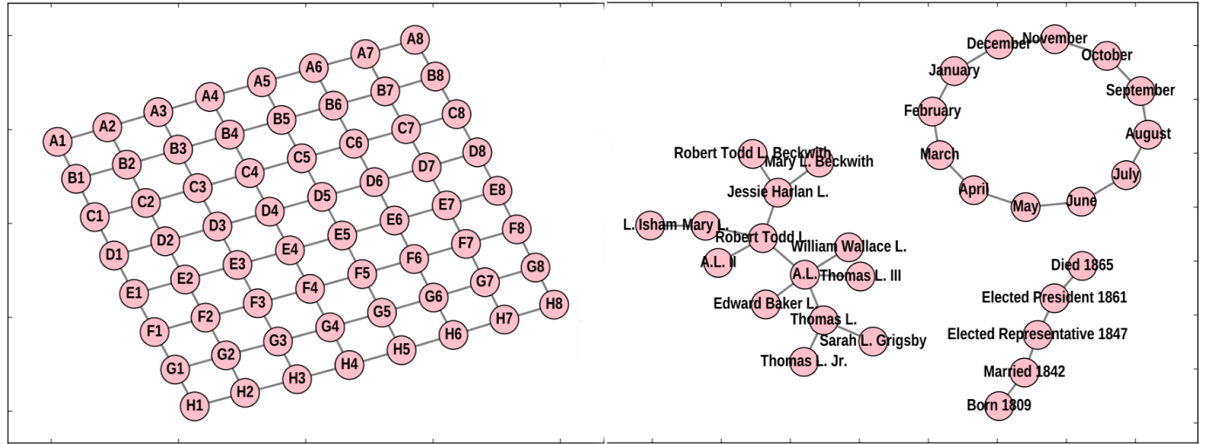 A1 A2 A3 A4 A5 A6 A7 A8
B1 B2 B3 B4 B5 B6 B7 B8
C1 C2 C3 C4 C5 C6 C7 C8
D1 D2 D3 D4 D5 D6 D7 D8
E1 E2 E3 E4 E5 E6 E7 E8
F1 F2 F3 F4 F5 F6 F7 F8
G1 G2 G3 G4 G5 G6 G7 G8
H1 H2 H3 H4 H5 H6 H7 H8
Robert Todd L. Beckwith
Mary L. Beckwith
Jessie Harlan L.
L. Isham
Mary L.
Robert Todd L.
William Wallace L.
A.L. II
A.L.
Thomas L. III
Edward Baker L.
Thomas L.
Sarah L. Grigsby
Thomas L. Jr.
December
November
October
January
September
February
August
March
July
April
June
May
Died 1865
Elected President 1861
Elected Representative 1847
Married 1842
Born 1809